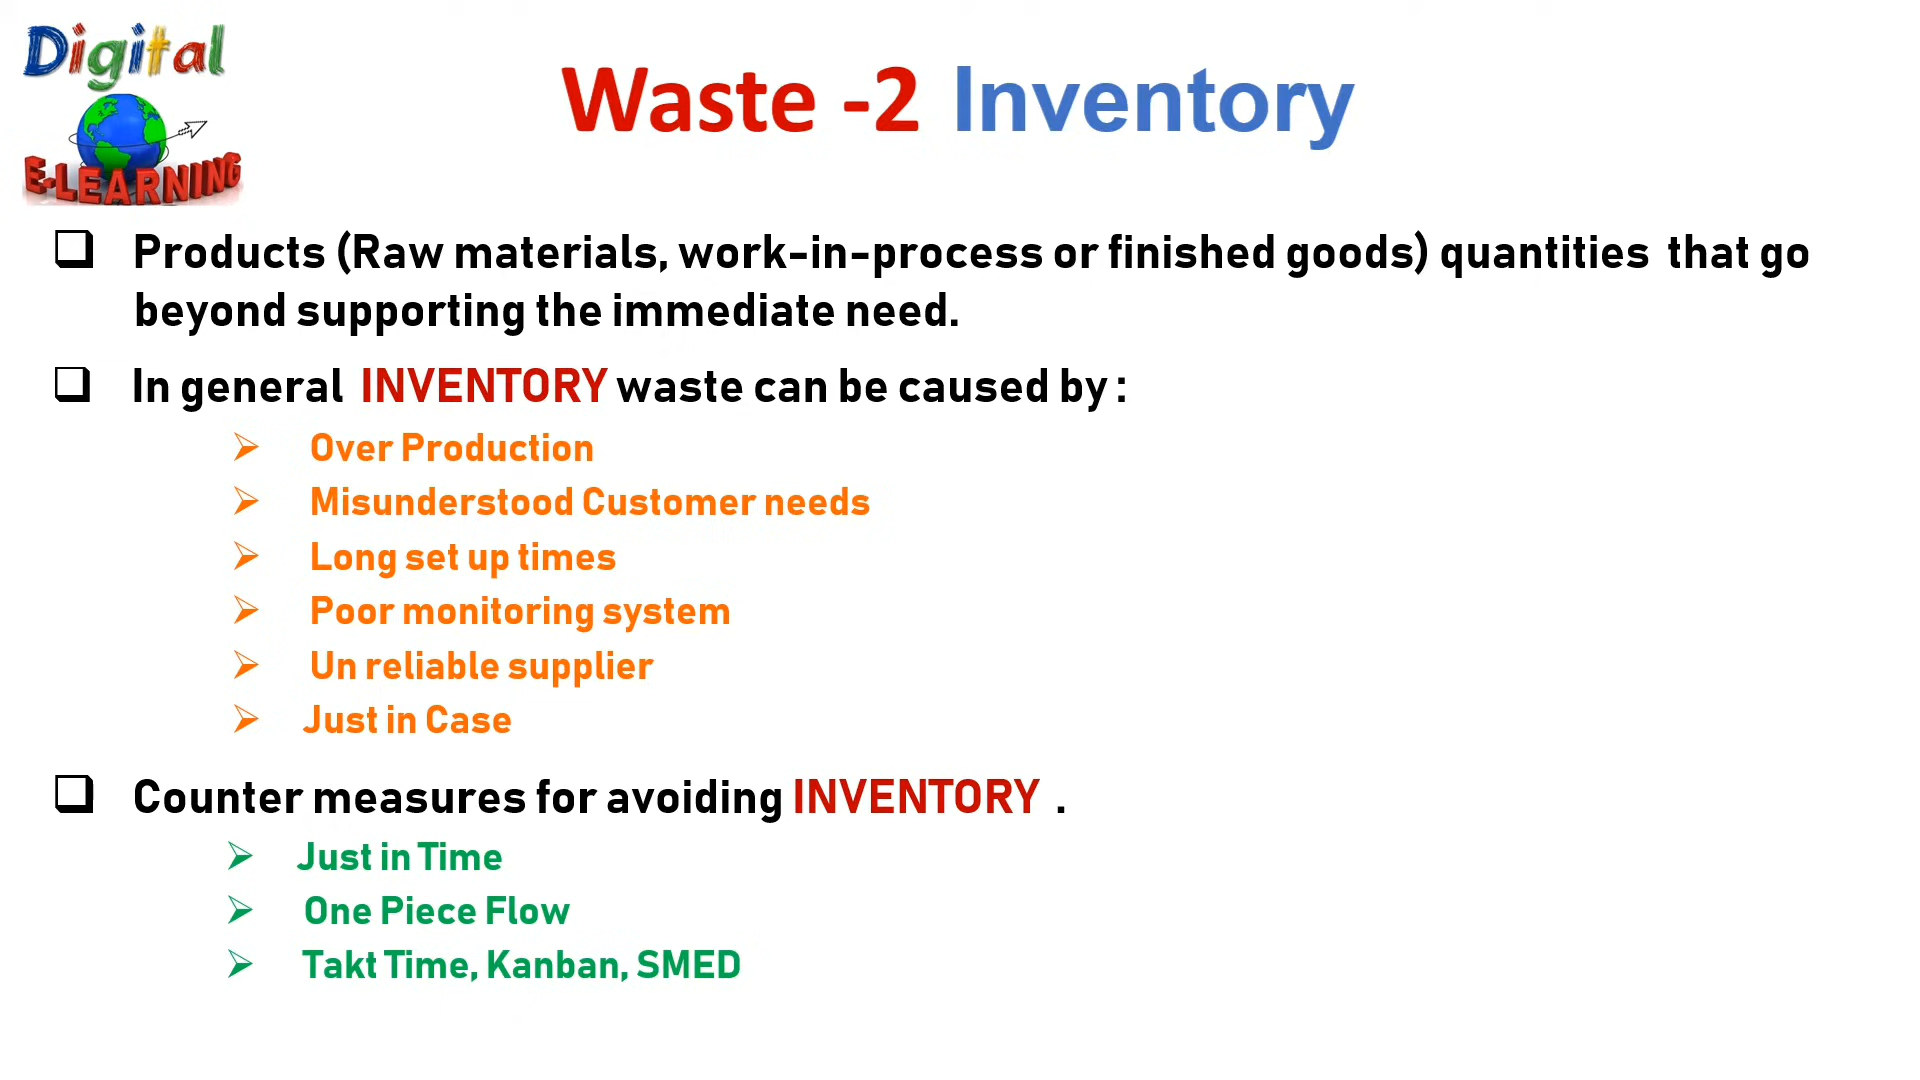 Digital
E-LEARNING
Waste -2 Inventory
Products (Raw materials, work-in-process or finished goods) quantities that go
beyond supporting the immediate need.
In general INVENTORY waste can be caused by :
Over Production
Misunderstood Customer needs
Long set up times
Poor monitoring system
Un reliable supplier
Just in Case
Counter measures for avoiding INVENTORY .
Just in Time
One Piece Flow
Takt Time, Kanban, SMED